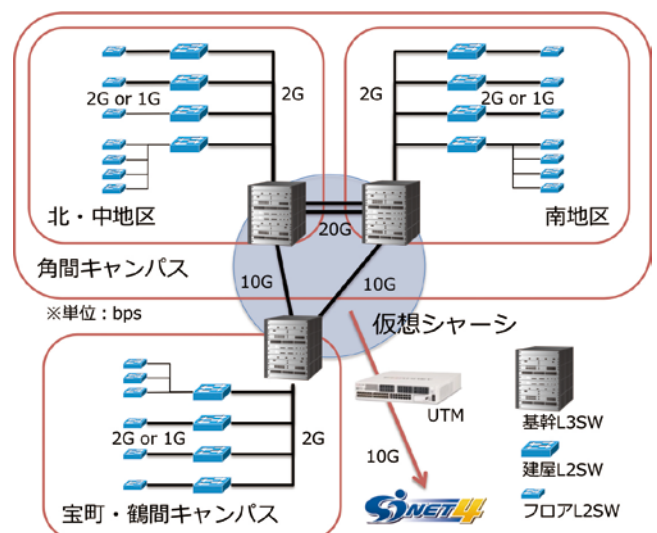 2G
2G
2G or 1G
2G or 1G
北・中地区
南地区
20G
角間キャンパス
10G
10G
※単位：bps
仮想シャーシ
UTM
基幹L3SW
2G or 1G
2G
10G
建屋L2SW
宝町・鶴間キャンパス
SINET4
フロアL2SW